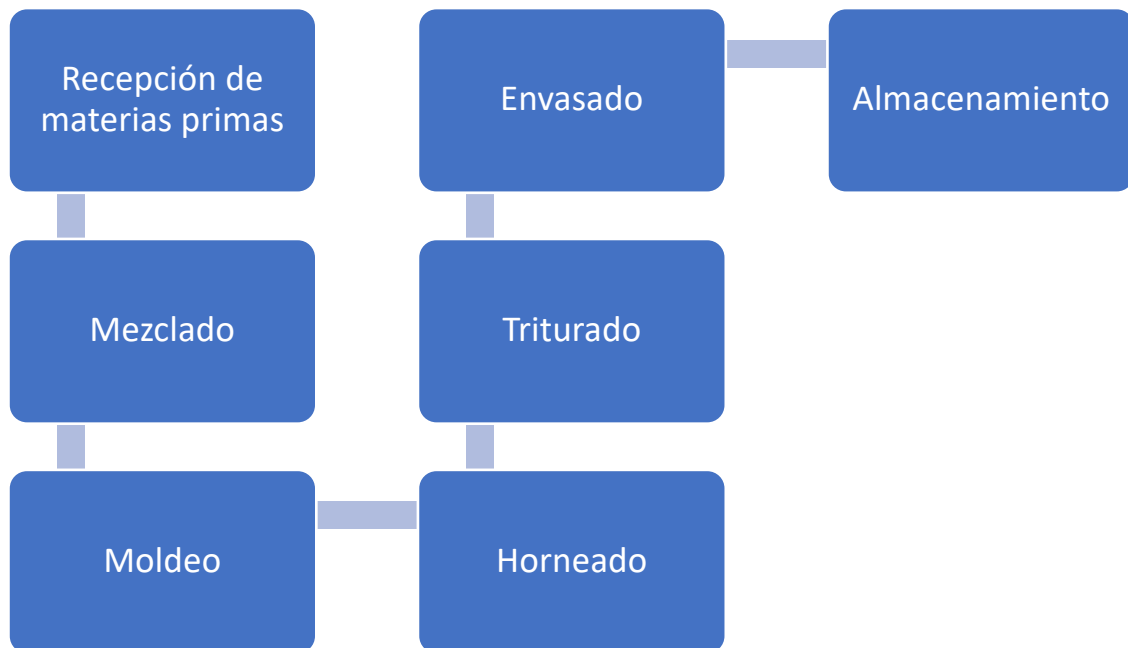 Recepción de
materias primas
Mezclado
Moldeo
Horneado
Triturado
Envasado
Almacenamiento